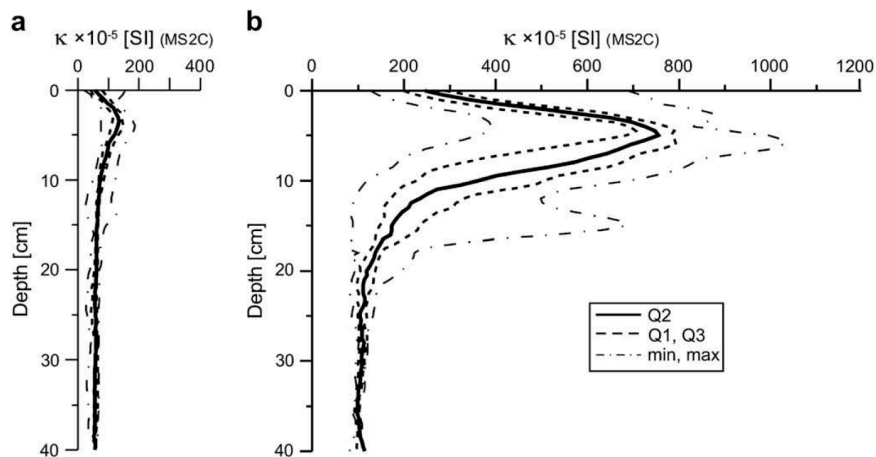 a
κ ×10⁻⁵ [SI] (MS2C)
0 200 400
0
10
20
30
40
Depth [cm]
b
κ ×10⁻⁵ [SI] (MS2C)
0 200 400 600 800 1000 1200
0
10
20
30
40
Depth [cm]
Q2
Q1, Q3
min, max